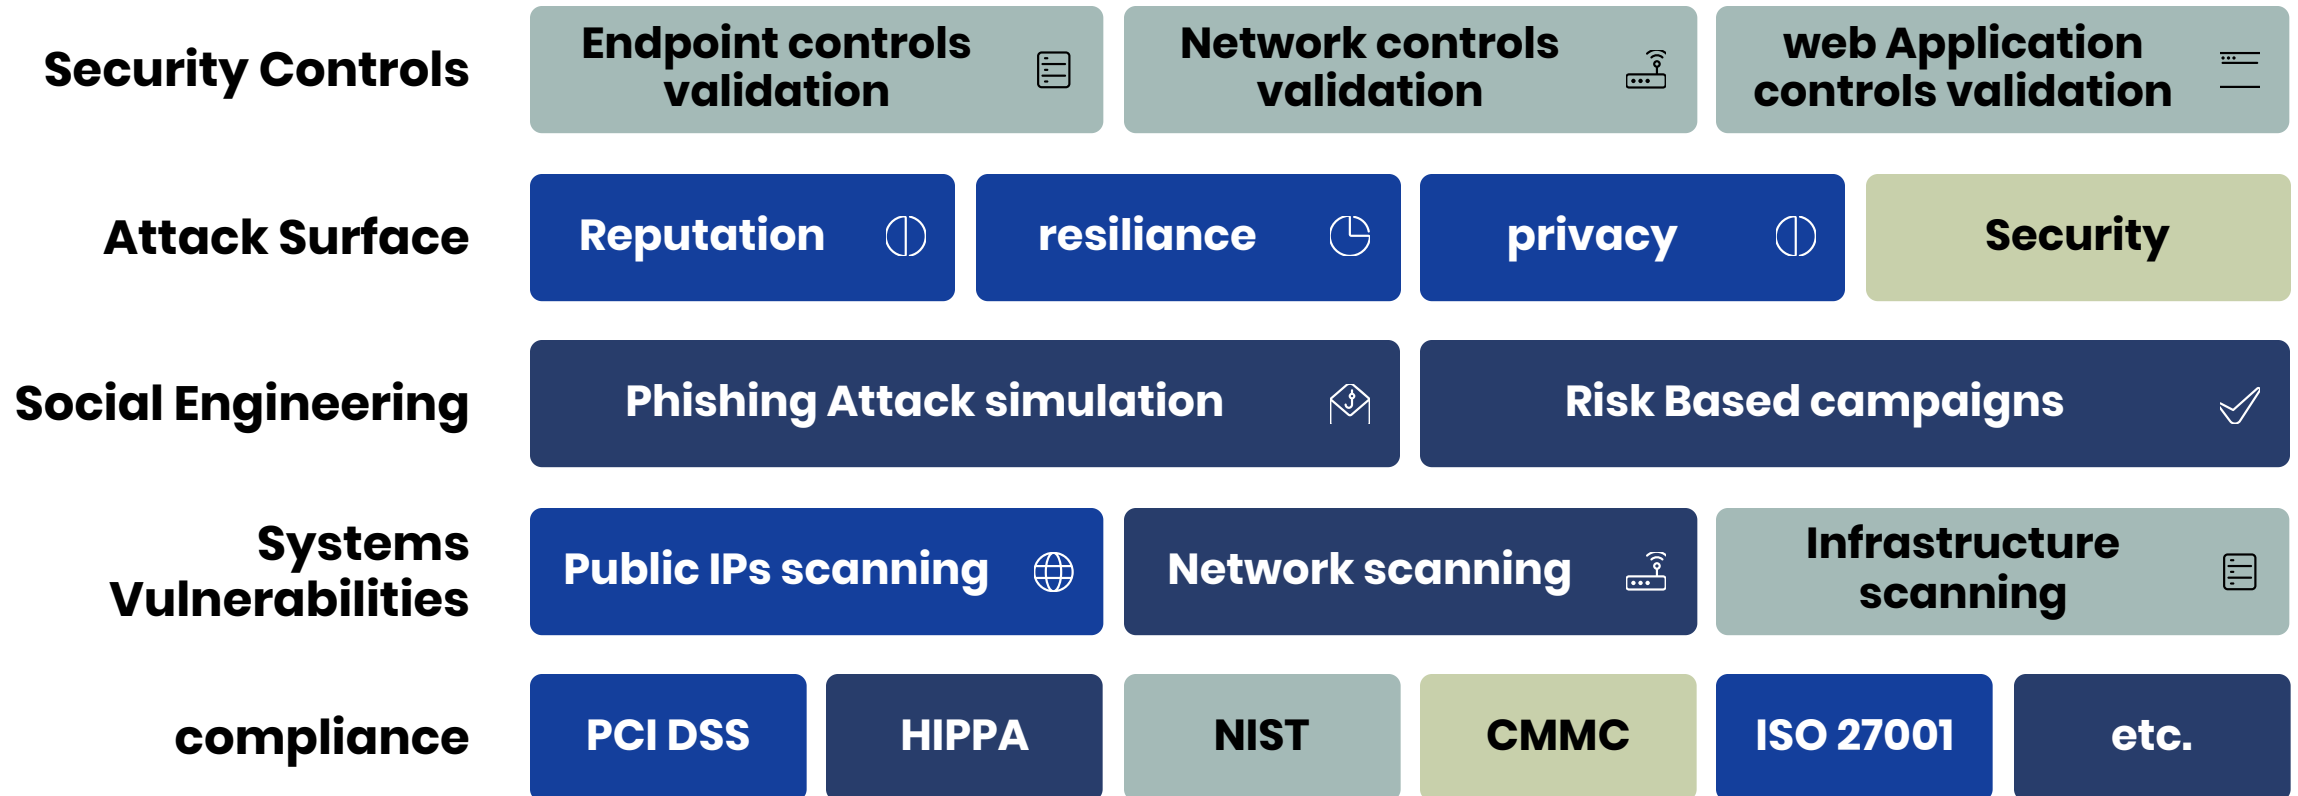 Security Controls
Endpoint controls
validation
Network controls
validation
web Application
controls validation
Attack Surface
Reputation
resiliance
privacy
Security
Social Engineering
Phishing Attack simulation
Risk Based campaigns
Systems
Vulnerabilities
Public IPs scanning
Network scanning
Infrastructure
scanning
compliance
PCI DSS
HIPPA
NIST
CMMC
ISO 27001
etc.